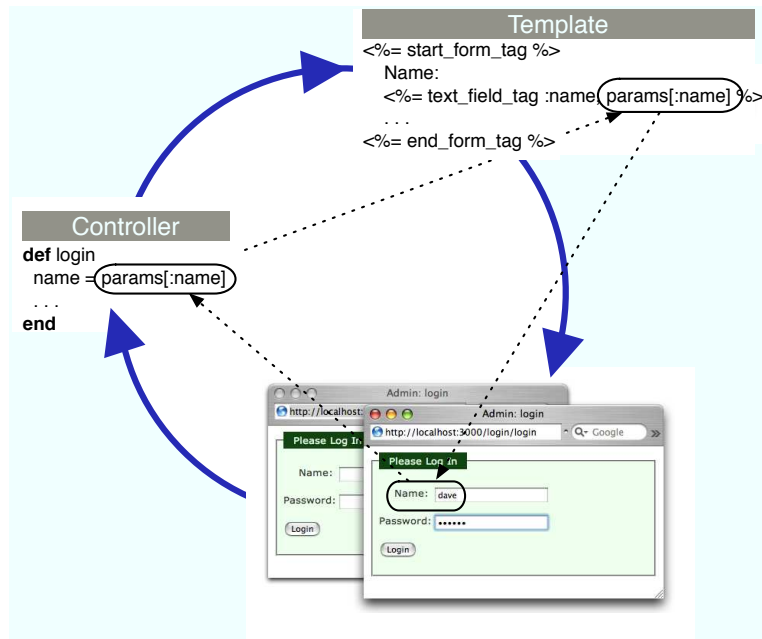 Template
<%= start_form_tag %>
Name:
<%= text_field_tag :name, params[:name] %>
. . .
<%= end_form_tag %>
Controller
def login
name = params[:name]
. . .
end
Admin: login
http://localhost:
Please Log In
Name:
Password:
Login
Admin: login
http://localhost:3000/login/login
Google
Please Log In
Name: dave
Password: ••••••
Login